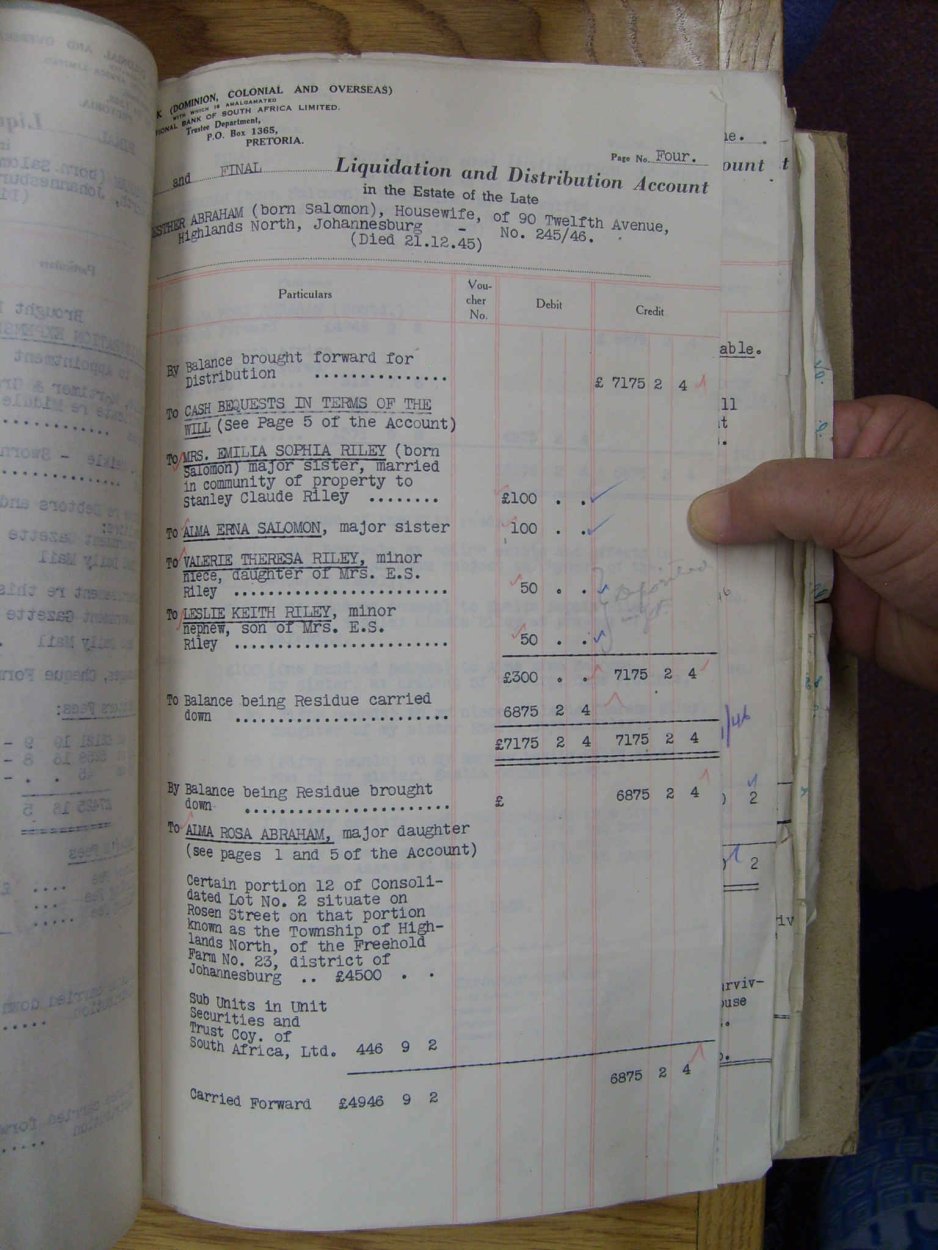 K (DOMINION, COLONIAL AND OVERSEAS)
WITH WHICH IS AMALGAMATED
IONAL BANK OF SOUTH AFRICA LIMITED.
Trustee Department,
P.O. Box 1365,
PRETORIA.
Page No. Four.
and FINAL Liquidation and Distribution Account
in the Estate of the Late
ESTHER ABRAHAM (born Salomon), Housewife, of 90 Twelfth Avenue,
Highlands North, Johannesburg - No. 245/46.
(Died 21.12.45)
Particulars Vou-cher No. Debit Credit
By Balance brought forward for
Distribution ............... £ 7175 2 4
To CASH BEQUESTS IN TERMS OF THE
WILL (See Page 5 of the Account)
To MRS. EMILIA SOPHIA RILEY (born
Salomon) major sister, married
in community of property to
Stanley Claude Riley ........ £100 . .
To ALMA ERNA SALOMON, major sister 100 . .
To VALERIE THERESA RILEY, minor
niece, daughter of Mrs. E.S.
Riley ....................... 50 . .
To LESLIE KEITH RILEY, minor
nephew, son of Mrs. E.S.
Riley ....................... 50 . .
£300 . . 7175 2 4
To Balance being Residue carried
down ........................ 6875 2 4
£7175 2 4 7175 2 4
By Balance being Residue brought
down ....................... £ 6875 2 4
To ALMA ROSA ABRAHAM, major daughter
(see pages 1 and 5 of the Account)
Certain portion 12 of Consoli-
dated Lot No. 2 situate on
Rosen Street on that portion
known as the Township of High-
lands North, of the Freehold
Farm No. 23, district of
Johannesburg .. £4500 . .
Sub Units in Unit
Securities and
Trust Coy. of
South Africa, Ltd. 446 9 2
6875 2 4
Carried Forward £4946 9 2